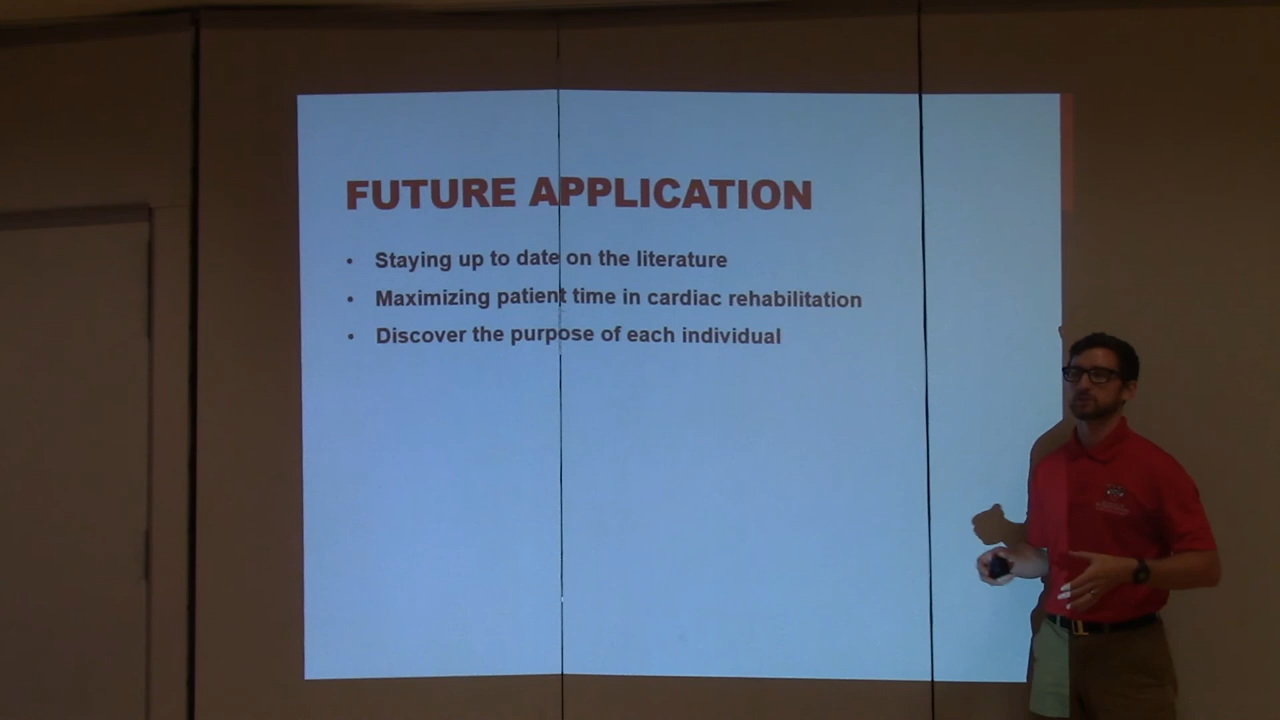 FUTURE APPLICATION
• Staying up to date on the literature
• Maximizing patient time in cardiac rehabilitation
• Discover the purpose of each individual